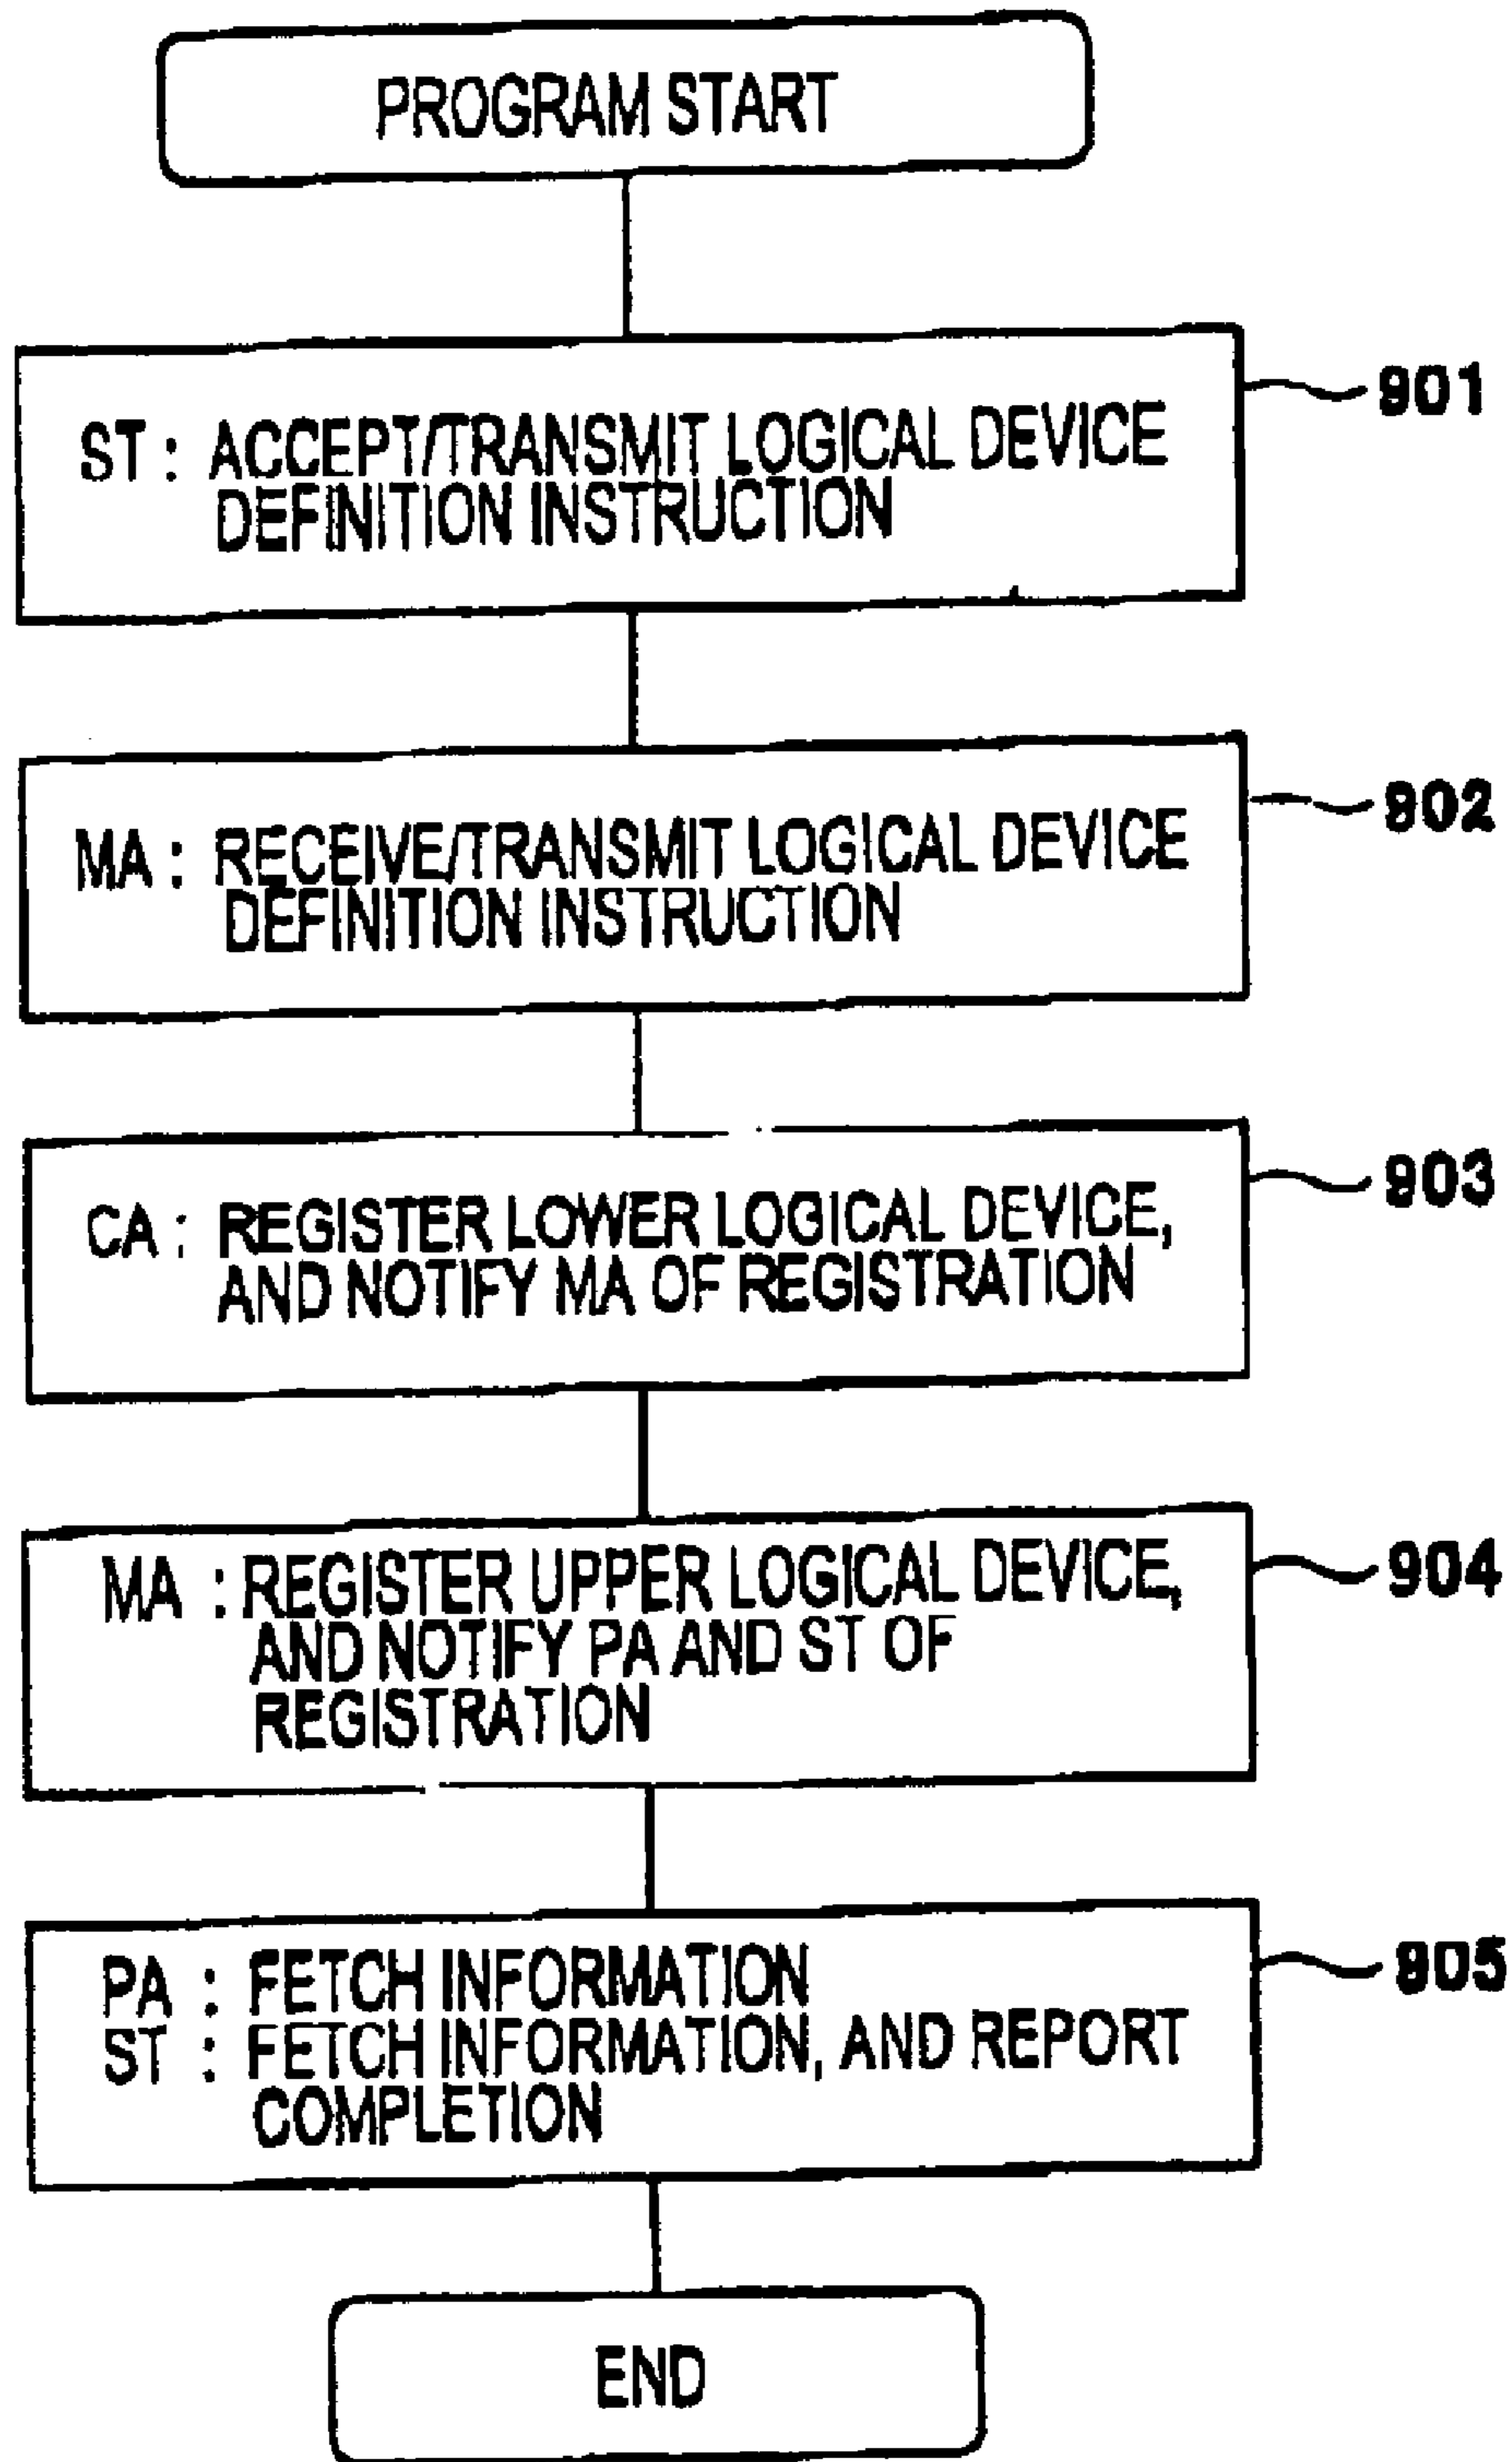 PROGRAM START
901
ST : ACCEPT/TRANSMIT LOGICAL DEVICE
DEFINITION INSTRUCTION
902
MA : RECEIVE/TRANSMIT LOGICAL DEVICE
DEFINITION INSTRUCTION
903
CA : REGISTER LOWER LOGICAL DEVICE,
AND NOTIFY MA OF REGISTRATION
904
MA : REGISTER UPPER LOGICAL DEVICE,
AND NOTIFY PA AND ST OF
REGISTRATION
905
PA : FETCH INFORMATION
ST : FETCH INFORMATION, AND REPORT
COMPLETION
END